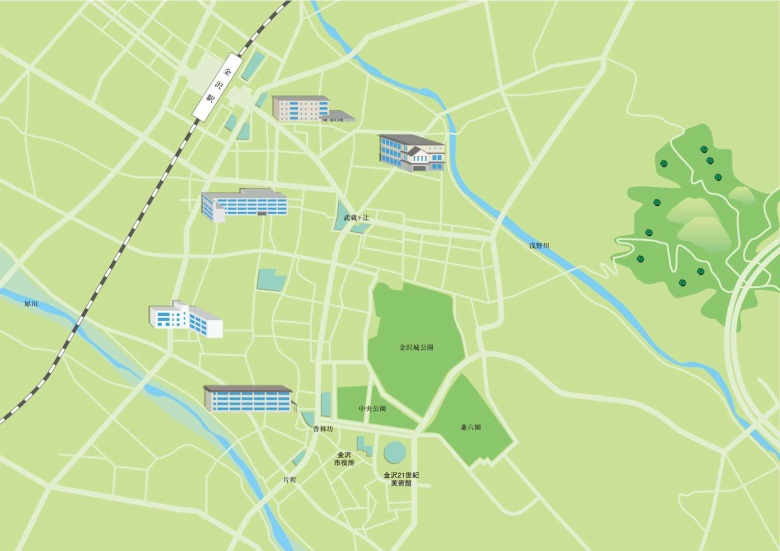 金沢駅
武蔵ヶ辻
浅野川
犀川
金沢城公園
中央公園
兼六園
香林坊
金沢
市役所
金沢21世紀
美術館
片町